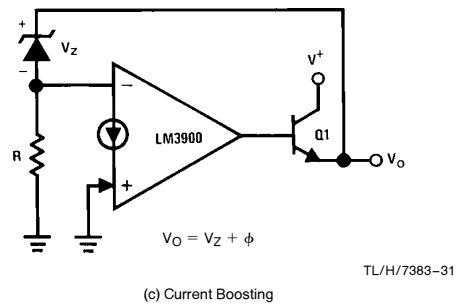 +
V_Z
−
V⁺
−
LM3900
Q1
R
+
V_O
V_O = V_Z + ϕ
TL/H/7383–31
(c) Current Boosting